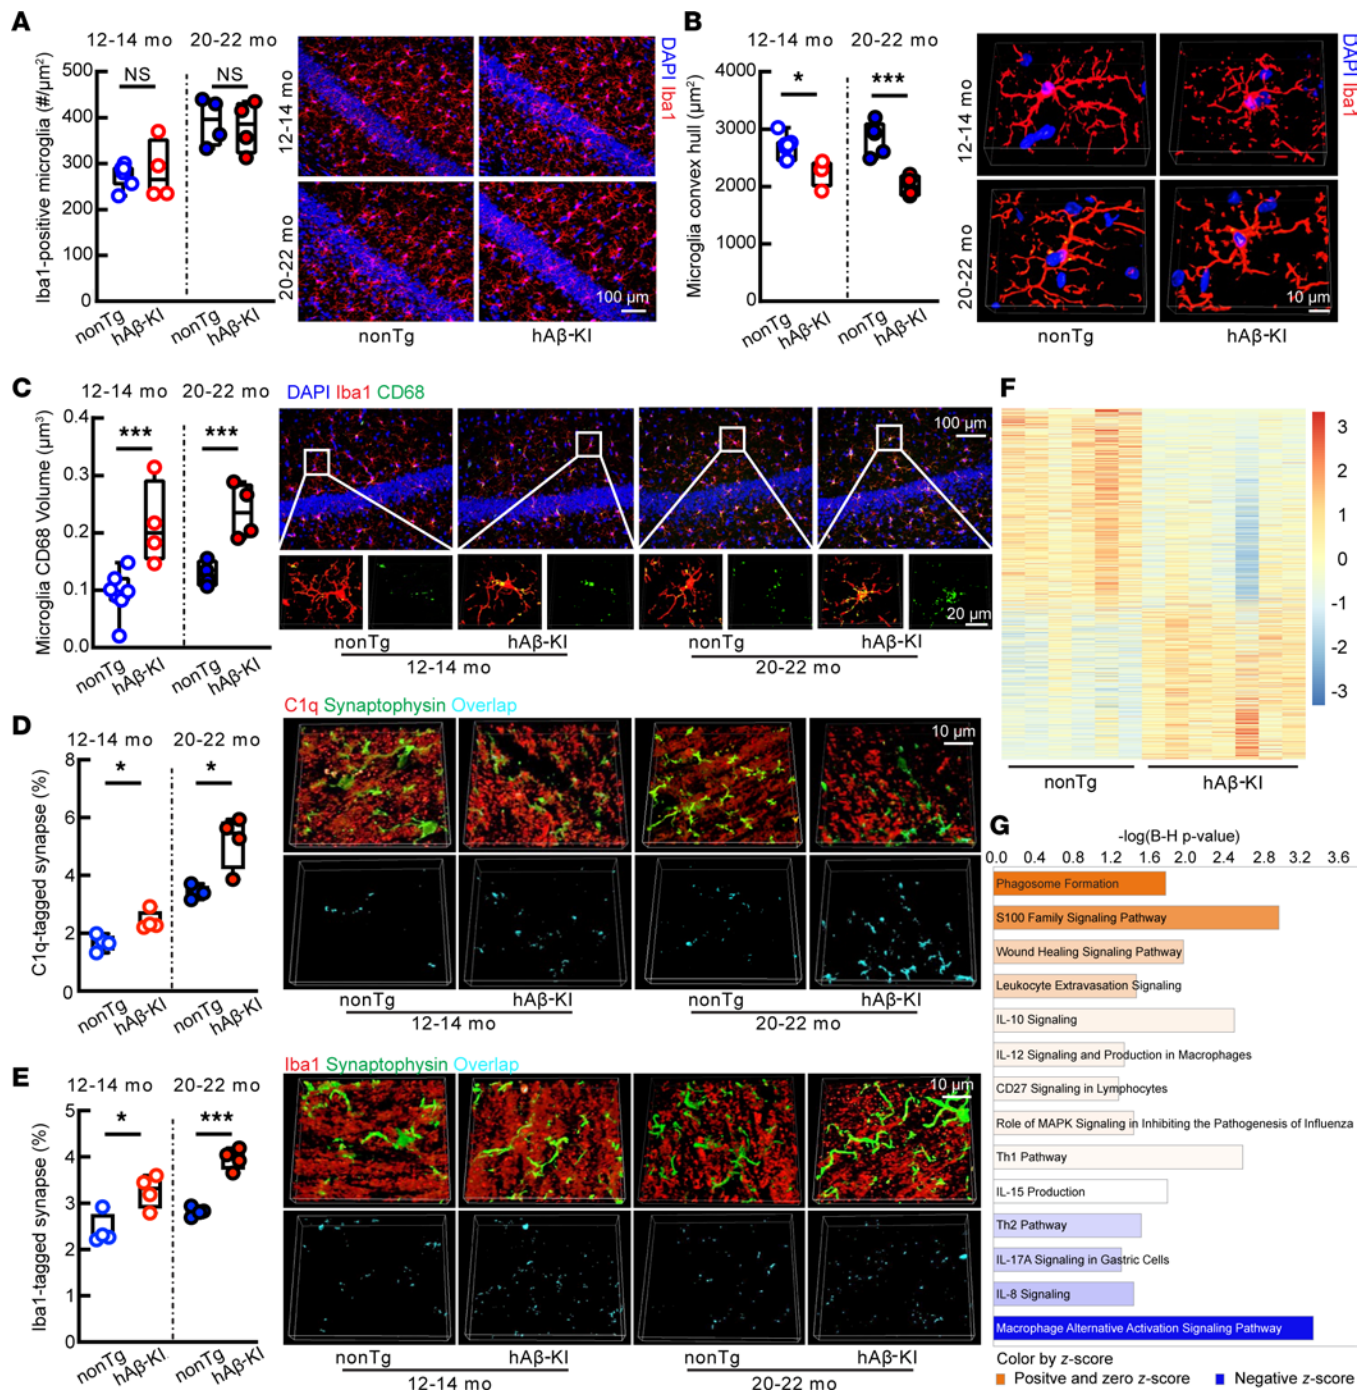 A
12-14 mo
20-22 mo
Iba1-positive microglia (#/µm²)
500
400
300
200
100
0
NS
NS
nonTg
hAβ-KI
nonTg
hAβ-KI
12-14 mo
20-22 mo
DAPI Iba1
100 µm
nonTg
hAβ-KI
B
12-14 mo
20-22 mo
Microglia convex hull (µm²)
4000
3000
2000
1000
0
*
***
nonTg
hAβ-KI
nonTg
hAβ-KI
12-14 mo
20-22 mo
DAPI Iba1
10 µm
nonTg
hAβ-KI
C
12-14 mo
20-22 mo
Microglia CD68 Volume (µm³)
0.4
0.3
0.2
0.1
0.0
***
***
nonTg
hAβ-KI
nonTg
hAβ-KI
DAPI Iba1 CD68
100 µm
20 µm
nonTg
hAβ-KI
nonTg
hAβ-KI
12-14 mo
20-22 mo
D
12-14 mo
20-22 mo
C1q-tagged synapse (%)
8
6
4
2
0
*
*
nonTg
hAβ-KI
nonTg
hAβ-KI
C1q Synaptophysin Overlap
10 µm
nonTg
hAβ-KI
nonTg
hAβ-KI
12-14 mo
20-22 mo
E
12-14 mo
20-22 mo
Iba1-tagged synapse (%)
5
4
3
2
1
0
*
***
nonTg
hAβ-KI
nonTg
hAβ-KI
Iba1 Synaptophysin Overlap
10 µm
nonTg
hAβ-KI
nonTg
hAβ-KI
12-14 mo
20-22 mo
F
3
2
1
0
-1
-2
-3
nonTg
hAβ-KI
G
-log(B-H p-value)
0.0 0.4 0.8 1.2 1.6 2.0 2.4 2.8 3.2 3.6
Phagosome Formation
S100 Family Signaling Pathway
Wound Healing Signaling Pathway
Leukocyte Extravasation Signaling
IL-10 Signaling
IL-12 Signaling and Production in Macrophages
CD27 Signaling in Lymphocytes
Role of MAPK Signaling in Inhibiting the Pathogenesis of Influenza
Th1 Pathway
IL-15 Production
Th2 Pathway
IL-17A Signaling in Gastric Cells
IL-8 Signaling
Macrophage Alternative Activation Signaling Pathway
Color by z-score
Positive and zero z-score
Negative z-score